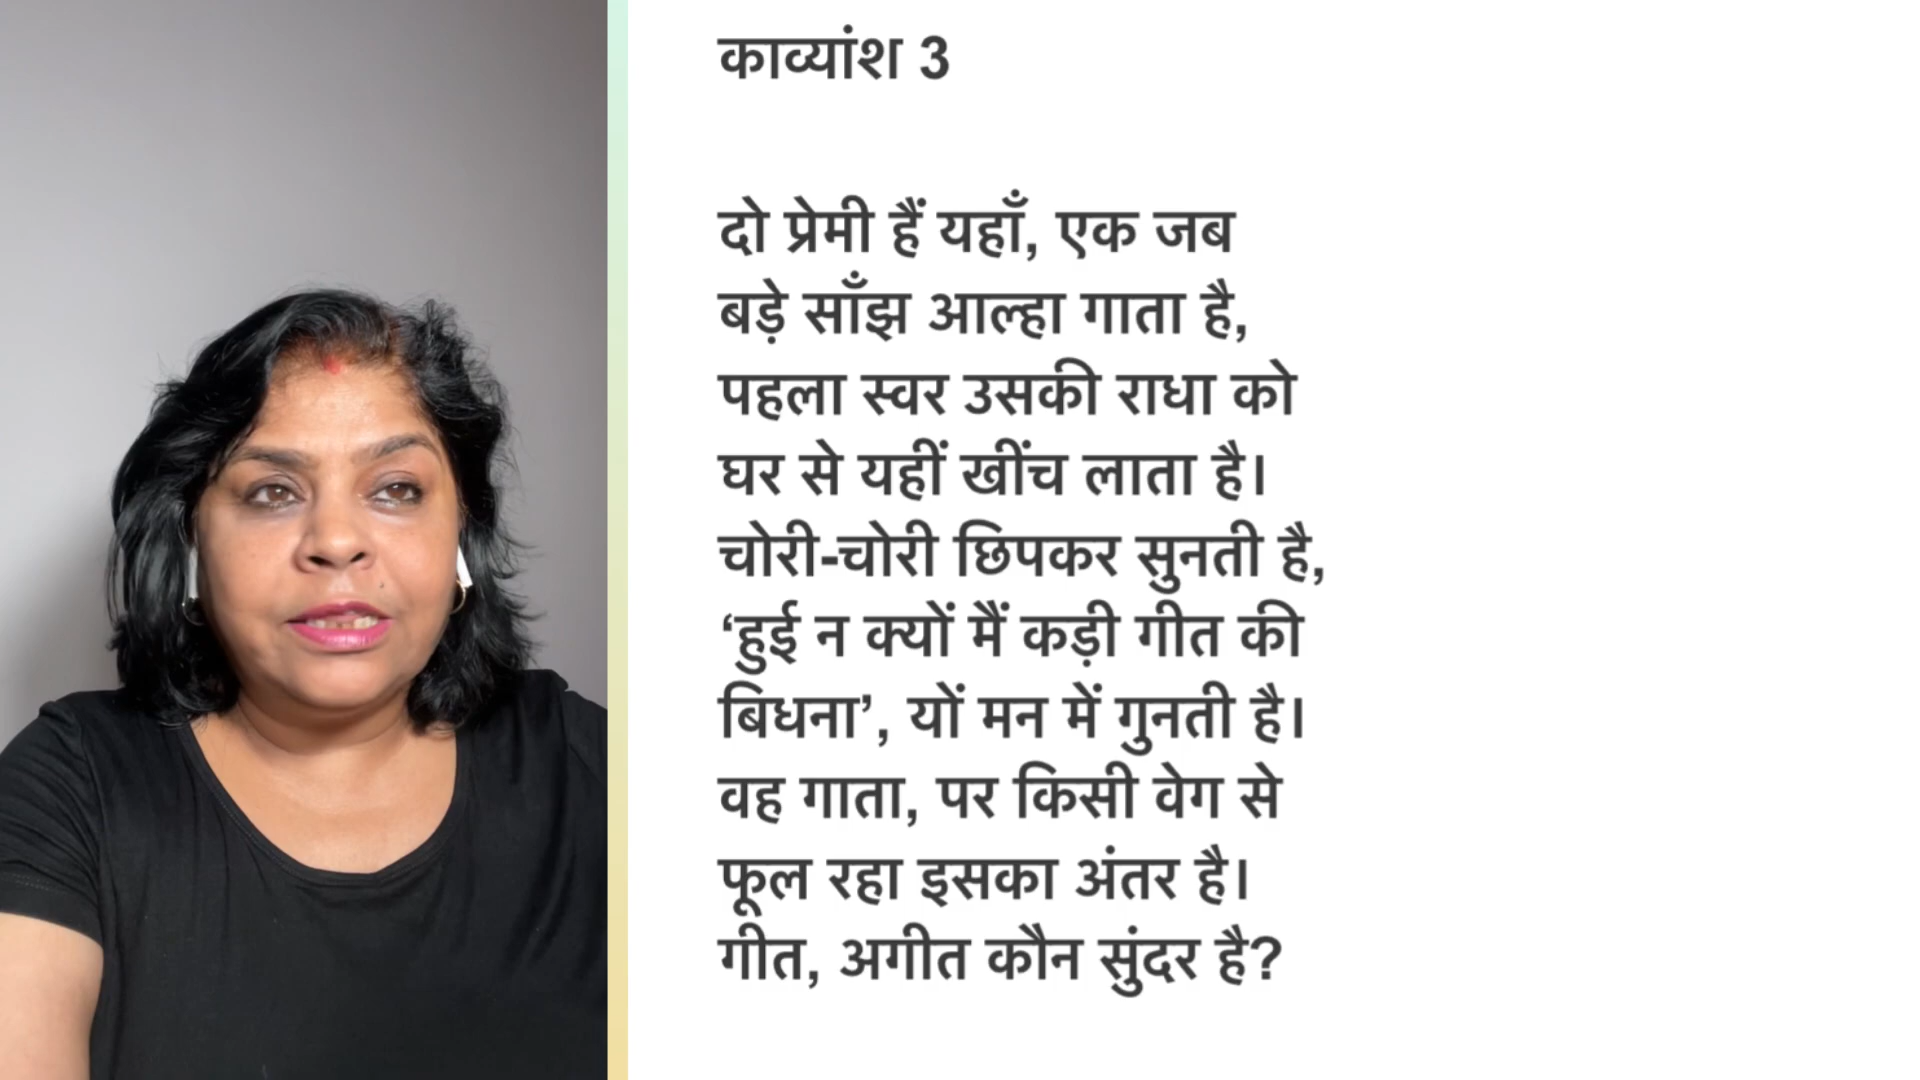 काव्यांश 3
दो प्रेमी हैं यहाँ, एक जब
बड़े साँझ आल्हा गाता है,
पहला स्वर उसकी राधा को
घर से यहीं खींच लाता है।
चोरी-चोरी छिपकर सुनती है,
‘हुई न क्यों मैं कड़ी गीत की
बिधना’, यों मन में गुनती है।
वह गाता, पर किसी वेग से
फूल रहा इसका अंतर है।
गीत, अगीत कौन सुंदर है?